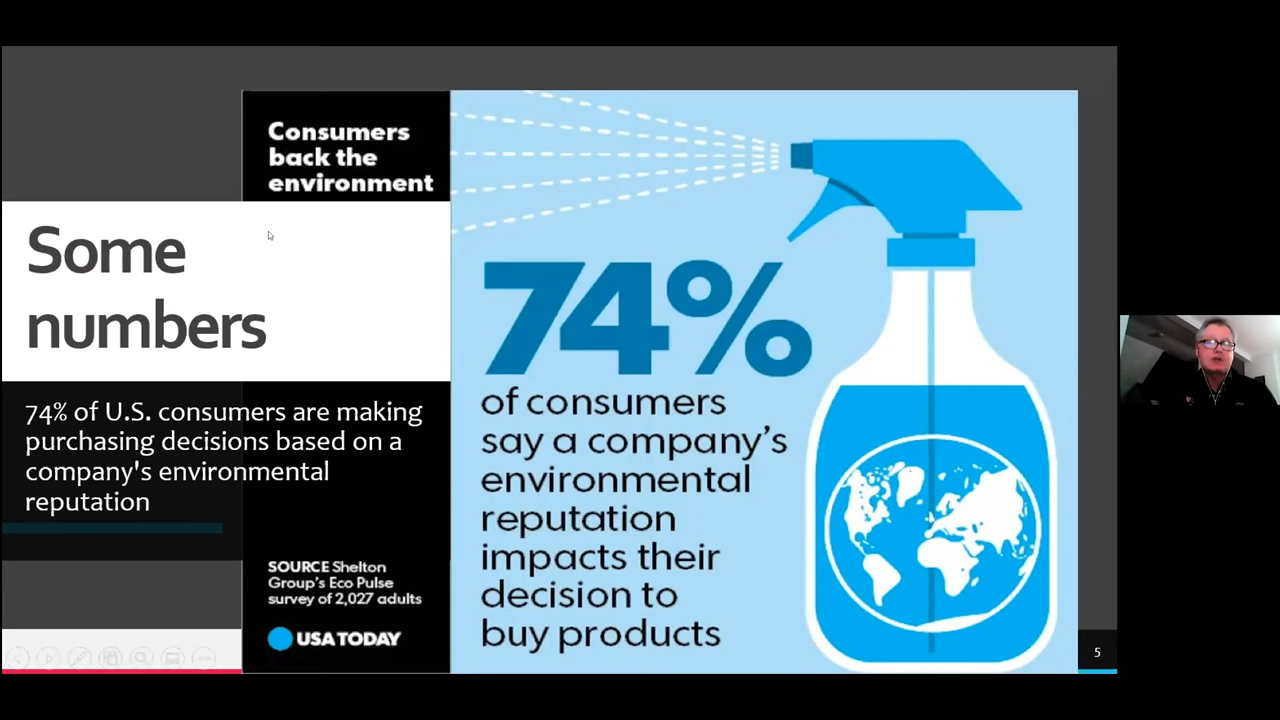 Consumers
back the
environment
Some
numbers
74% of U.S. consumers are making
purchasing decisions based on a
company's environmental
reputation
SOURCE Shelton
Group's Eco Pulse
survey of 2,027 adults
USA TODAY
74%
of consumers
say a company's
environmental
reputation
impacts their
decision to
buy products
5